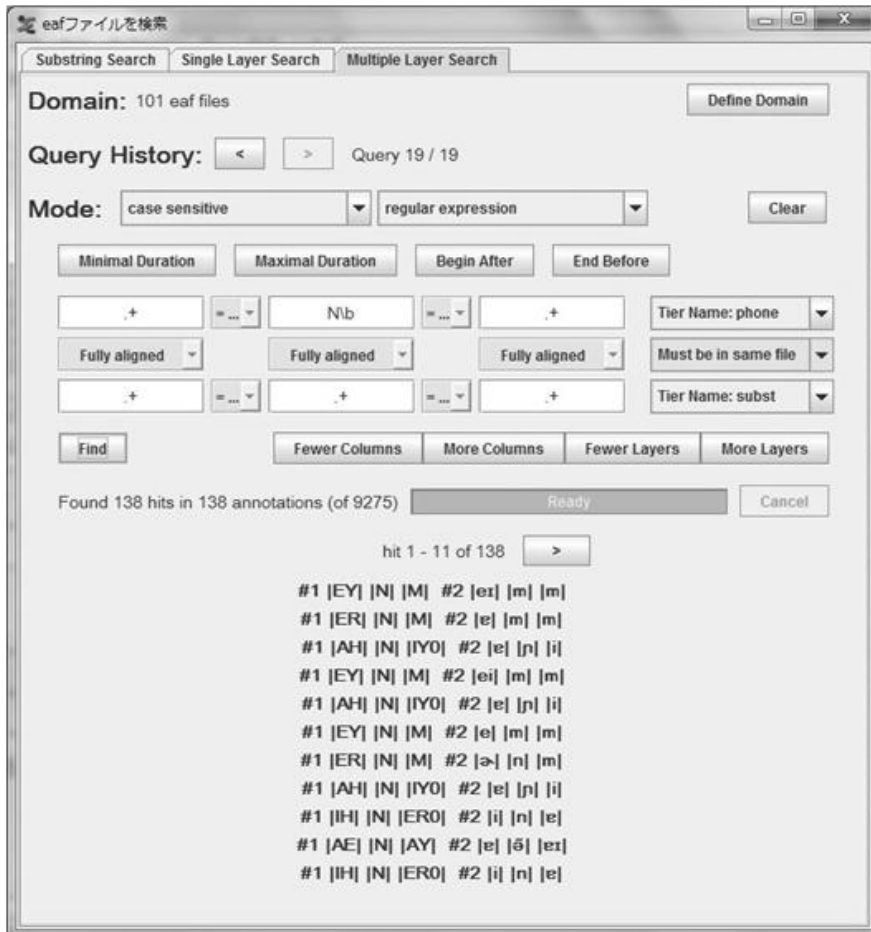 eafファイルを検索
Substring Search Single Layer Search Multiple Layer Search
Domain: 101 eaf files Define Domain
Query History: < > Query 19 / 19
Mode: case sensitive regular expression Clear
Minimal Duration Maximal Duration Begin After End Before
.+ = ... N\b = ... .+ Tier Name: phone
Fully aligned Fully aligned Fully aligned Must be in same file
.+ = ... .+ = ... .+ Tier Name: subst
Find Fewer Columns More Columns Fewer Layers More Layers
Found 138 hits in 138 annotations (of 9275) Ready Cancel
hit 1 - 11 of 138 >
#1 |EY| |N| |M| #2 |eɪ| |m| |m|
#1 |ER| |N| |M| #2 |ɐ| |m| |m|
#1 |AH| |N| |IY0| #2 |ɐ| |ɲ| |i|
#1 |EY| |N| |M| #2 |ei| |m| |m|
#1 |AH| |N| |IY0| #2 |ɐ| |ɲ| |i|
#1 |EY| |N| |M| #2 |e| |m| |m|
#1 |ER| |N| |M| #2 |ɚ| |n| |m|
#1 |AH| |N| |IY0| #2 |ɐ| |ɲ| |i|
#1 |IH| |N| |ER0| #2 |i| |n| |ɐ|
#1 |AE| |N| |AY| #2 |ɐ| |ɾ̃| |ɐɪ|
#1 |IH| |N| |ER0| #2 |i| |n| |ɐ|